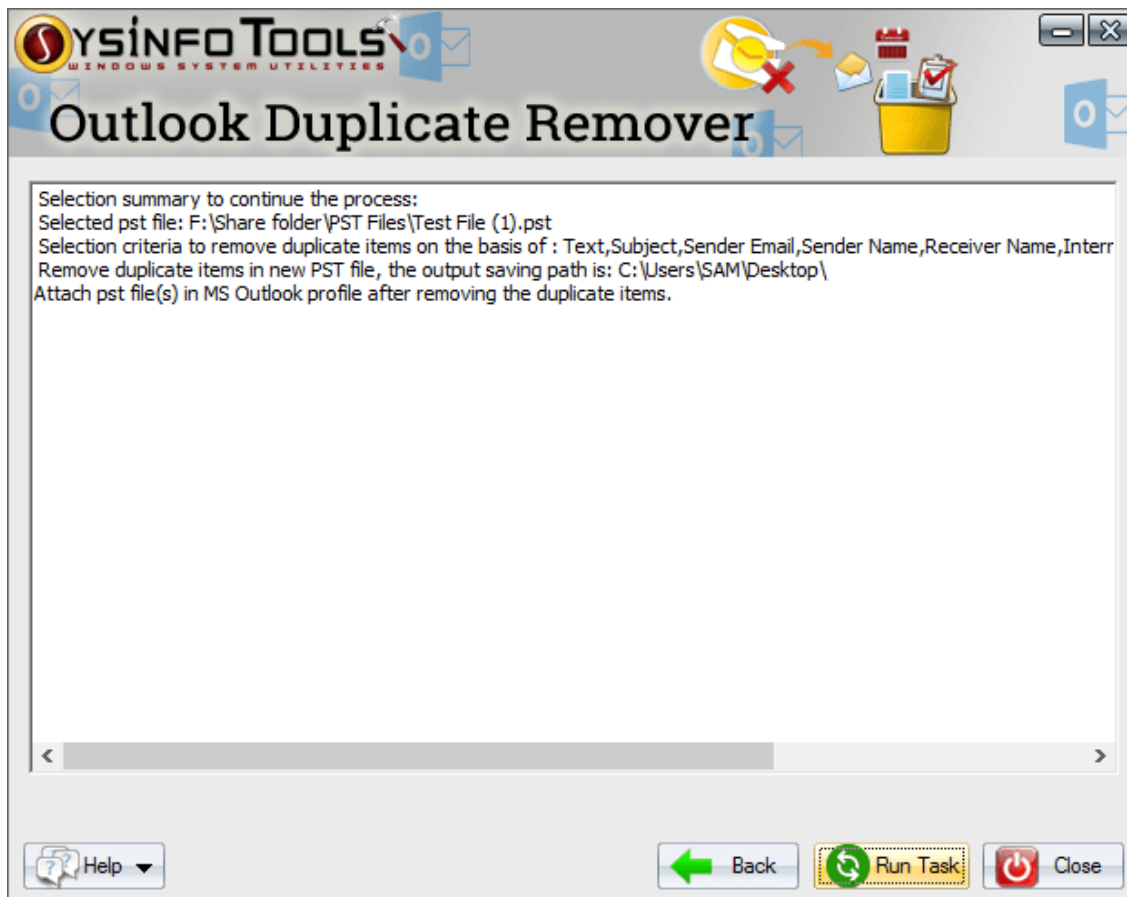 SYSINFO TOOLS
WINDOWS SYSTEM UTILITIES
Outlook Duplicate Remover
Selection summary to continue the process:
Selected pst file: F:\Share folder\PST Files\Test File (1).pst
Selection criteria to remove duplicate items on the basis of : Text,Subject,Sender Email,Sender Name,Receiver Name,Interr
Remove duplicate items in new PST file, the output saving path is: C:\Users\SAM\Desktop\
Attach pst file(s) in MS Outlook profile after removing the duplicate items.
Help
Back
Run Task
Close